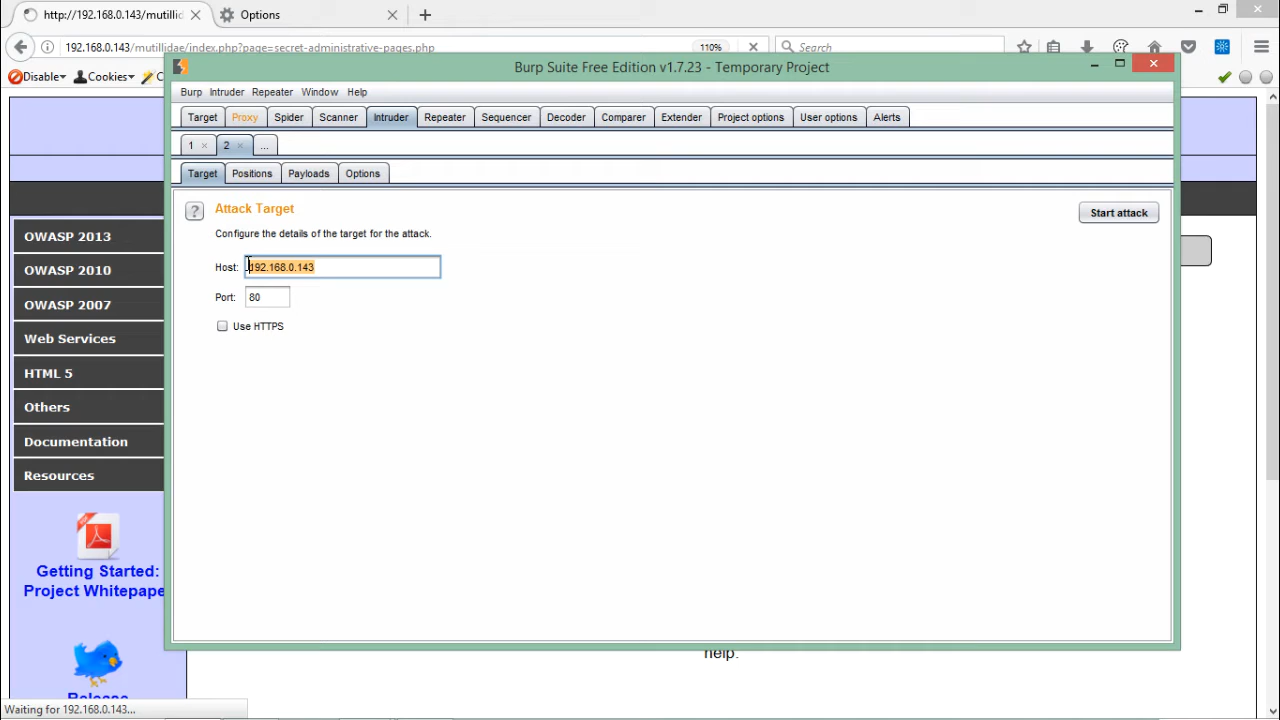 http://192.168.0.143/mutillid
Options
192.168.0.143/mutillidae/index.php?page=secret-administrative-pages.php
110%
Search
Disable
Cookies
Burp Suite Free Edition v1.7.23 - Temporary Project
Burp Intruder Repeater Window Help
Target Proxy Spider Scanner Intruder Repeater Sequencer Decoder Comparer Extender Project options User options Alerts
1 2 ...
Target Positions Payloads Options
? Attack Target
Start attack
Configure the details of the target for the attack.
Host: 192.168.0.143
Port: 80
Use HTTPS
OWASP 2013
OWASP 2010
OWASP 2007
Web Services
HTML 5
Others
Documentation
Resources
Getting Started:
Project Whitepape
help.
Waiting for 192.168.0.143...